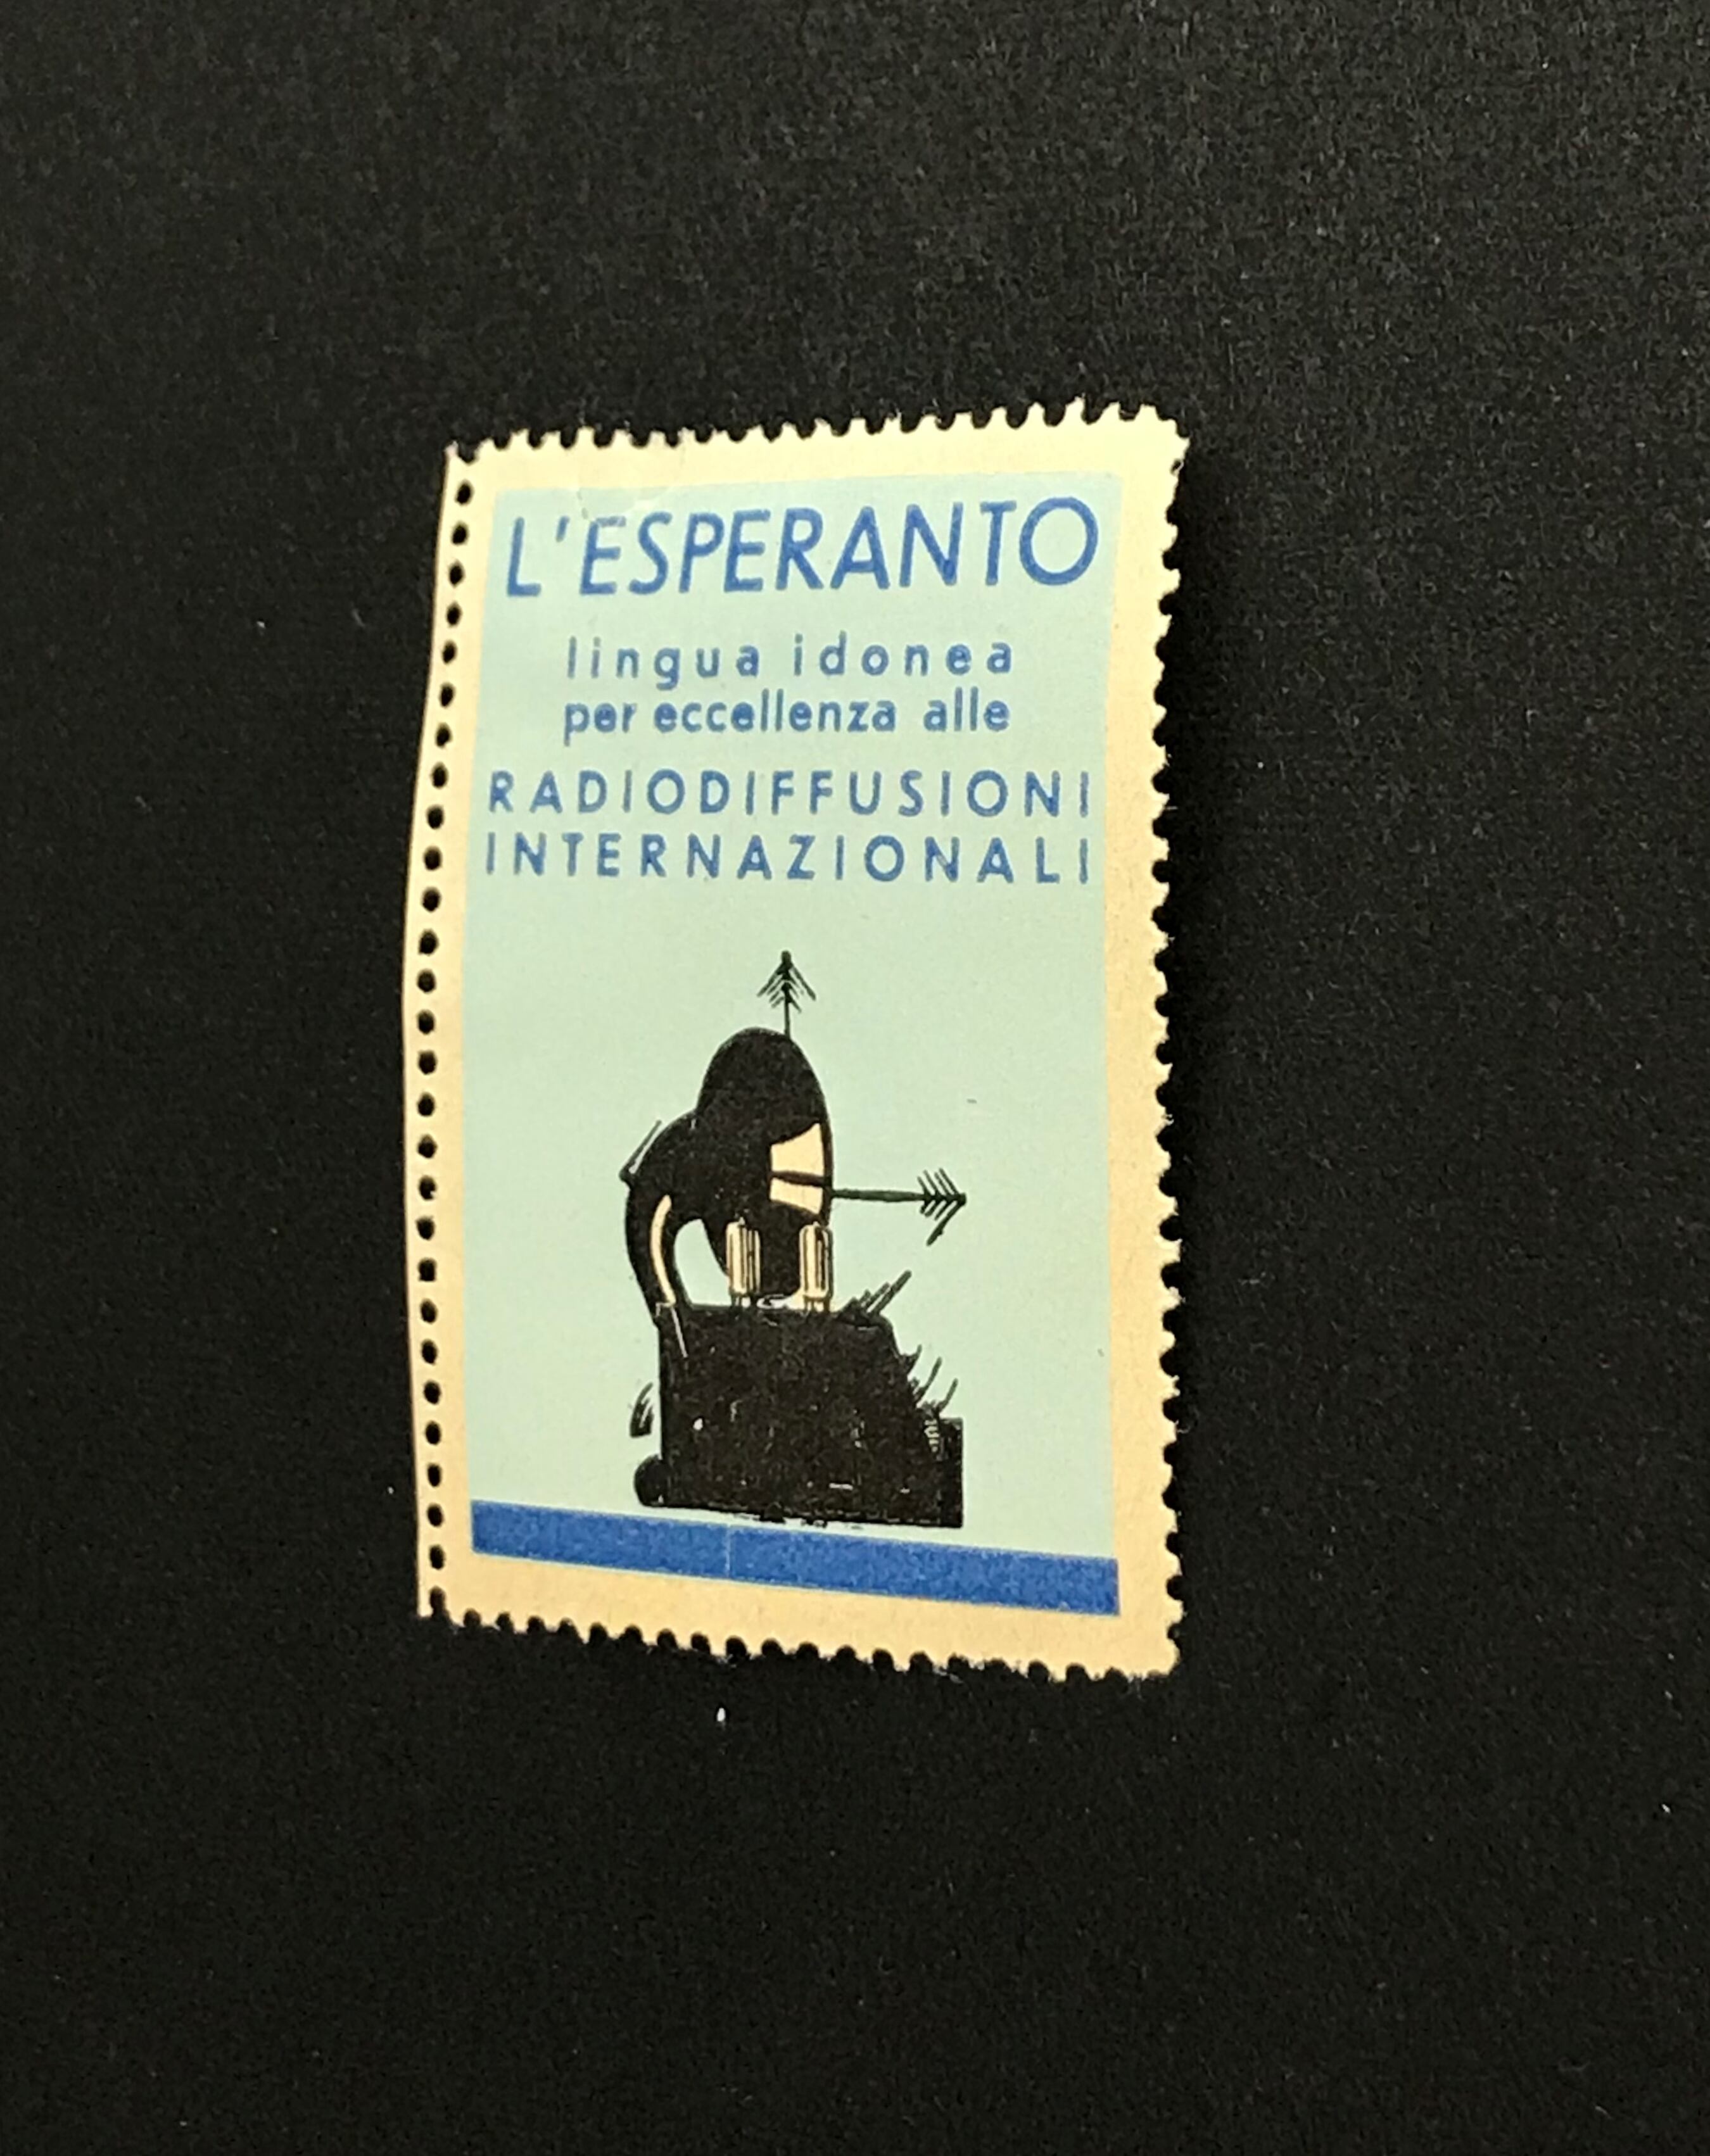 L'ESPERANTO
lingua idonea
per eccellenza alle
RADIODIFFUSIONI
INTERNAZIONALI